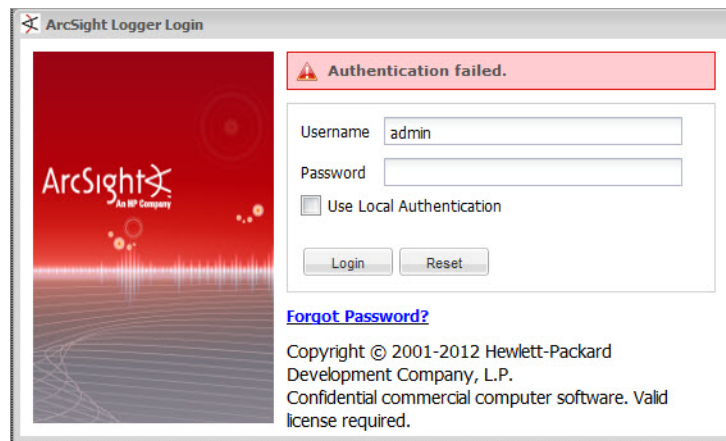 ArcSight Logger Login
ArcSight
An HP Company
Authentication failed.
Username admin
Password
Use Local Authentication
Login Reset
Forgot Password?
Copyright © 2001-2012 Hewlett-Packard
Development Company, L.P.
Confidential commercial computer software. Valid
license required.